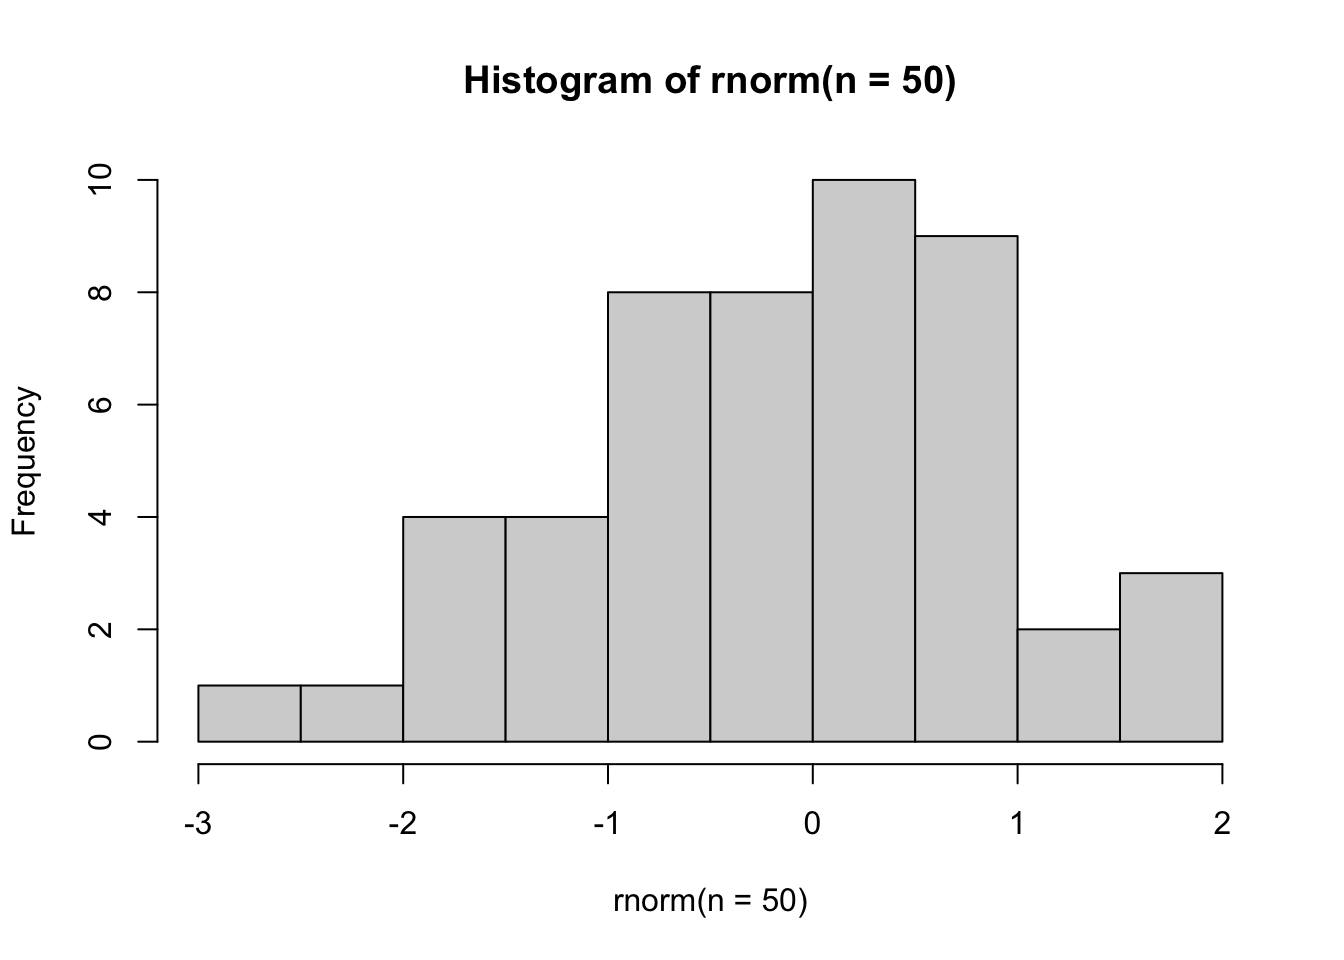 Histogram of rnorm(n = 50)
10
8
6
4
2
0
Frequency
-3 -2 -1 0 1 2
rnorm(n = 50)